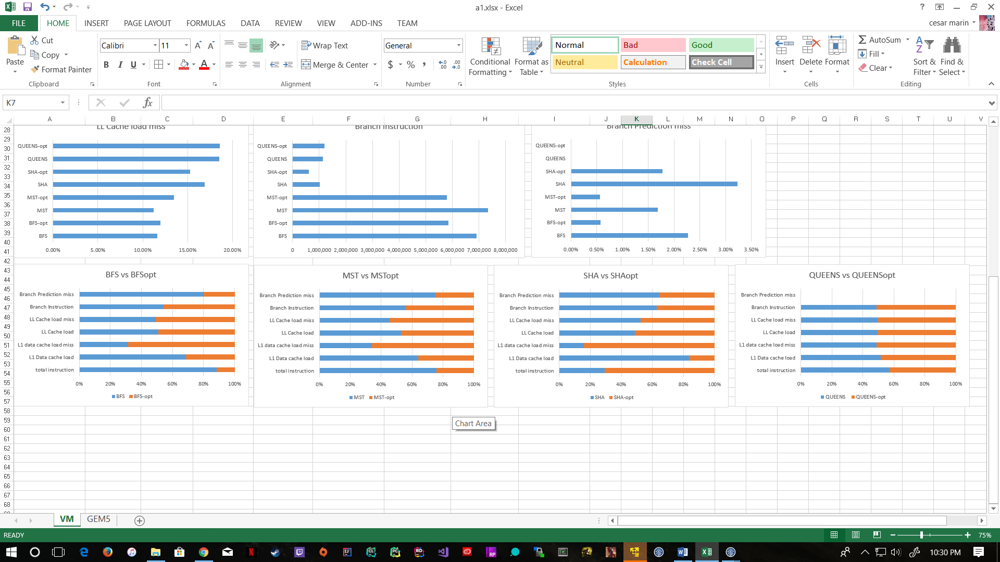 a1.xlsx - Excel
?
FILE HOME INSERT PAGE LAYOUT FORMULAS DATA REVIEW VIEW ADD-INS TEAM
cesar marin
Paste
Cut
Copy
Format Painter
Clipboard
Calibri 11
B I U
Font
Wrap Text
Merge & Center
Alignment
General
$ % ,
Number
Conditional Formatting
Format as Table
Normal Bad Good
Neutral Calculation Check Cell
Styles
Insert Delete Format
Cells
AutoSum
Fill
Clear
Sort & Filter
Find & Select
Editing
K7
fx
A B C D E F G H I J K L M N O P Q R S T U V
28
29
30
31
32
33
34
35
36
37
38
39
40
41
42
43
44
45
46
47
48
49
50
51
52
53
54
55
56
57
58
59
60
61
62
63
64
65
66
67
68
LL Cache load miss
QUEENS-opt
QUEENS
SHA-opt
SHA
MST-opt
MST
BFS-opt
BFS
0.00% 5.00% 10.00% 15.00% 20.00%
Branch Instruction
QUEENS-opt
QUEENS
SHA-opt
SHA
MST-opt
MST
BFS-opt
BFS
0 1,000,000 2,000,000 3,000,000 4,000,000 5,000,000 6,000,000 7,000,000 8,000,000
Branch Prediction miss
QUEENS-opt
QUEENS
SHA-opt
SHA
MST-opt
MST
BFS-opt
BFS
0.00% 0.50% 1.00% 1.50% 2.00% 2.50% 3.00% 3.50%
BFS vs BFSopt
Branch Prediction miss
Branch Instruction
LL Cache load miss
LL Cache load
L1 data cache load miss
L1 Data cache load
total instruction
0% 20% 40% 60% 80% 100%
BFS BFS-opt
MST vs MSTopt
Branch Prediction miss
Branch Instruction
LL Cache load miss
LL Cache load
L1 data cache load miss
L1 Data cache load
total instruction
0% 20% 40% 60% 80% 100%
MST MST-opt
SHA vs SHAopt
Branch Prediction miss
Branch Instruction
LL Cache load miss
LL Cache load
L1 data cache load miss
L1 Data cache load
total instruction
0% 20% 40% 60% 80% 100%
SHA SHA-opt
QUEENS vs QUEENSopt
Branch Prediction miss
Branch Instruction
LL Cache load miss
LL Cache load
L1 data cache load miss
L1 Data cache load
total instruction
0% 20% 40% 60% 80% 100%
QUEENS QUEENS-opt
Chart Area
VM GEM5
READY
75%
10:30 PM